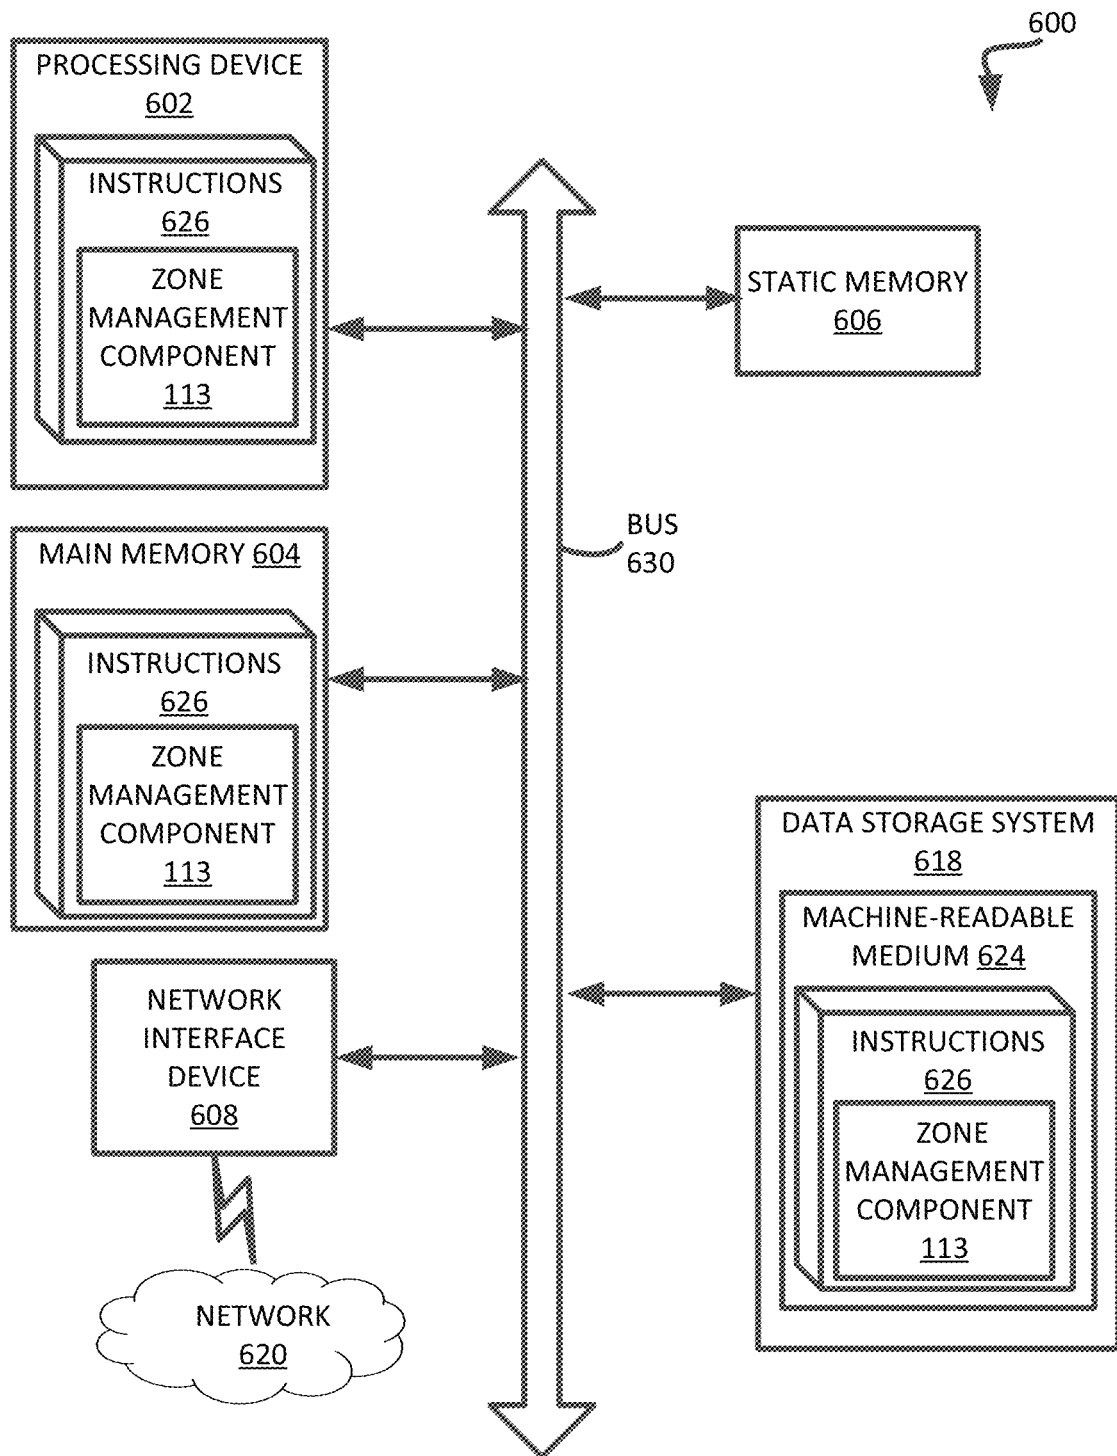 600
PROCESSING DEVICE
602
INSTRUCTIONS
626
ZONE
MANAGEMENT
COMPONENT
113
STATIC MEMORY
606
BUS
630
MAIN MEMORY 604
INSTRUCTIONS
626
ZONE
MANAGEMENT
COMPONENT
113
DATA STORAGE SYSTEM
618
MACHINE-READABLE
MEDIUM 624
INSTRUCTIONS
626
ZONE
MANAGEMENT
COMPONENT
113
NETWORK
INTERFACE
DEVICE
608
NETWORK
620